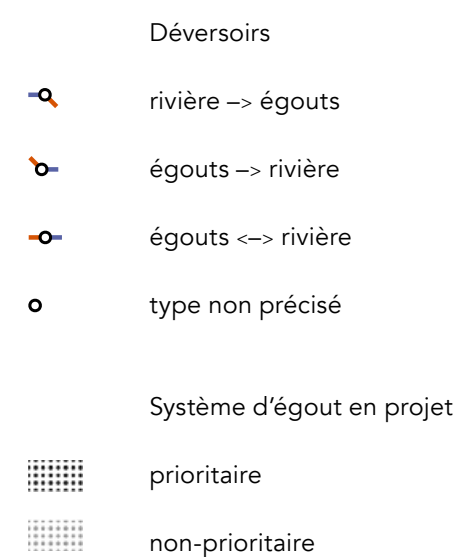 Déversoirs
rivière –> égouts
égouts –> rivière
égouts <–> rivière
type non précisé
Système d'égout en projet
prioritaire
non-prioritaire